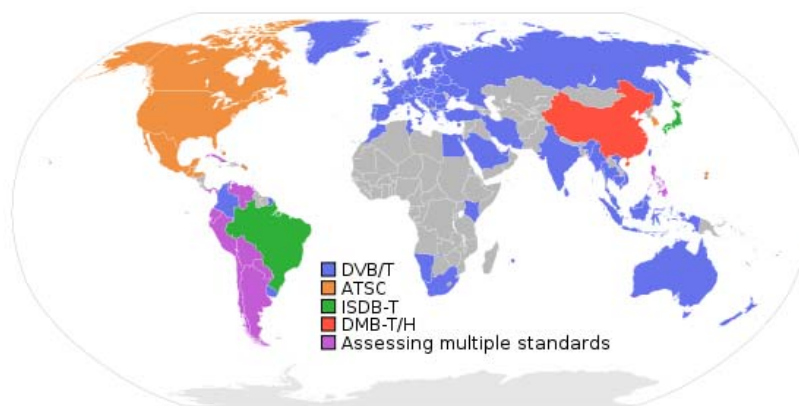 DVB/T
ATSC
ISDB-T
DMB-T/H
Assessing multiple standards